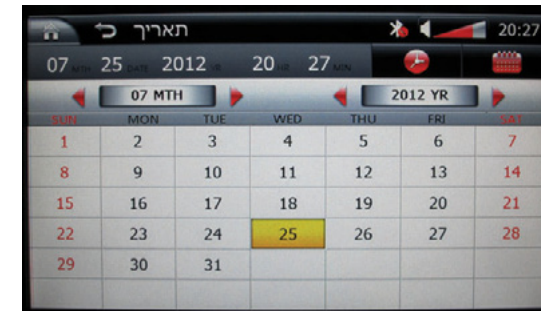 תאריך 20:27
07 MTH 25 DATE 2012 YR 20 HR 27 MIN
07 MTH 2012 YR
SUN MON TUE WED THU FRI SAT
1 2 3 4 5 6 7
8 9 10 11 12 13 14
15 16 17 18 19 20 21
22 23 24 25 26 27 28
29 30 31